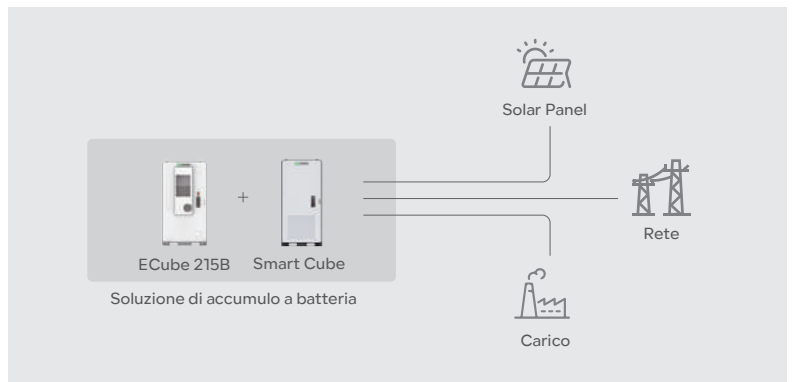 Solar Panel
+
Rete
ECube 215B
Smart Cube
Soluzione di accumulo a batteria
Carico